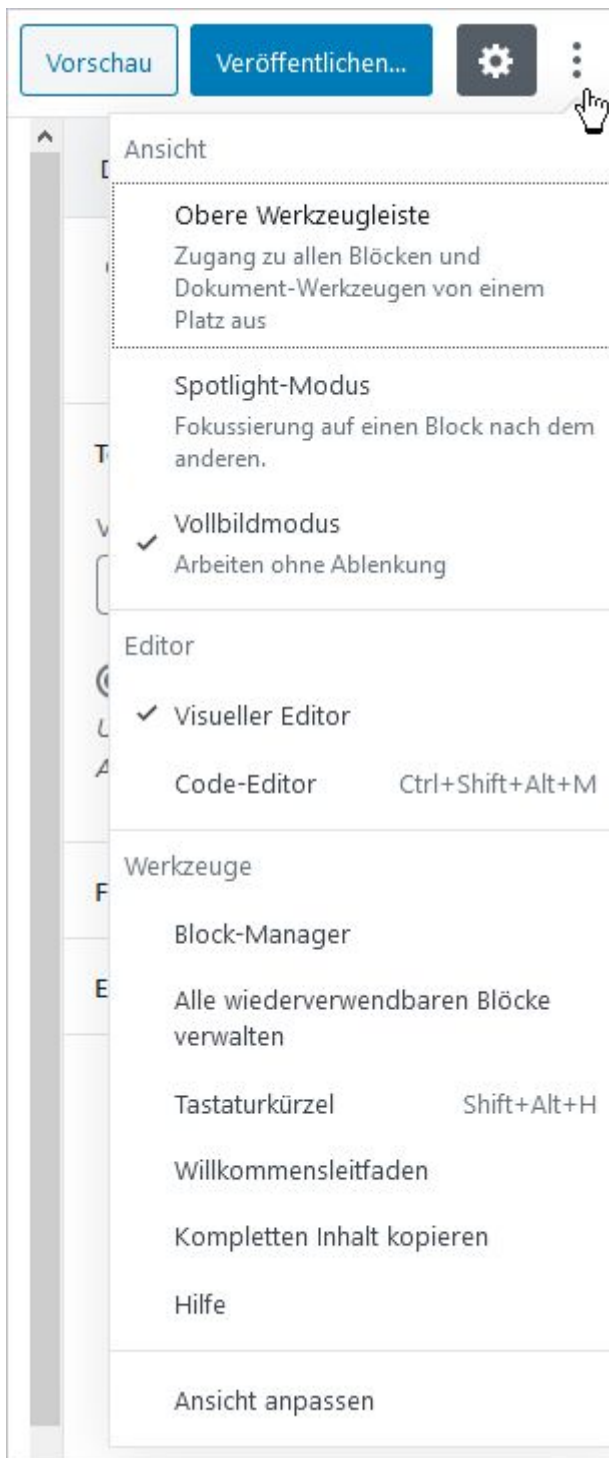 Vorschau
Veröffentlichen...
Ansicht
Obere Werkzeugleiste
Zugang zu allen Blöcken und
Dokument-Werkzeugen von einem
Platz aus
Spotlight-Modus
Fokussierung auf einen Block nach dem
anderen.
Vollbildmodus
Arbeiten ohne Ablenkung
Editor
Visueller Editor
Code-Editor Ctrl+Shift+Alt+M
Werkzeuge
Block-Manager
Alle wiederverwendbaren Blöcke
verwalten
Tastaturkürzel Shift+Alt+H
Willkommensleitfaden
Kompletten Inhalt kopieren
Hilfe
Ansicht anpassen